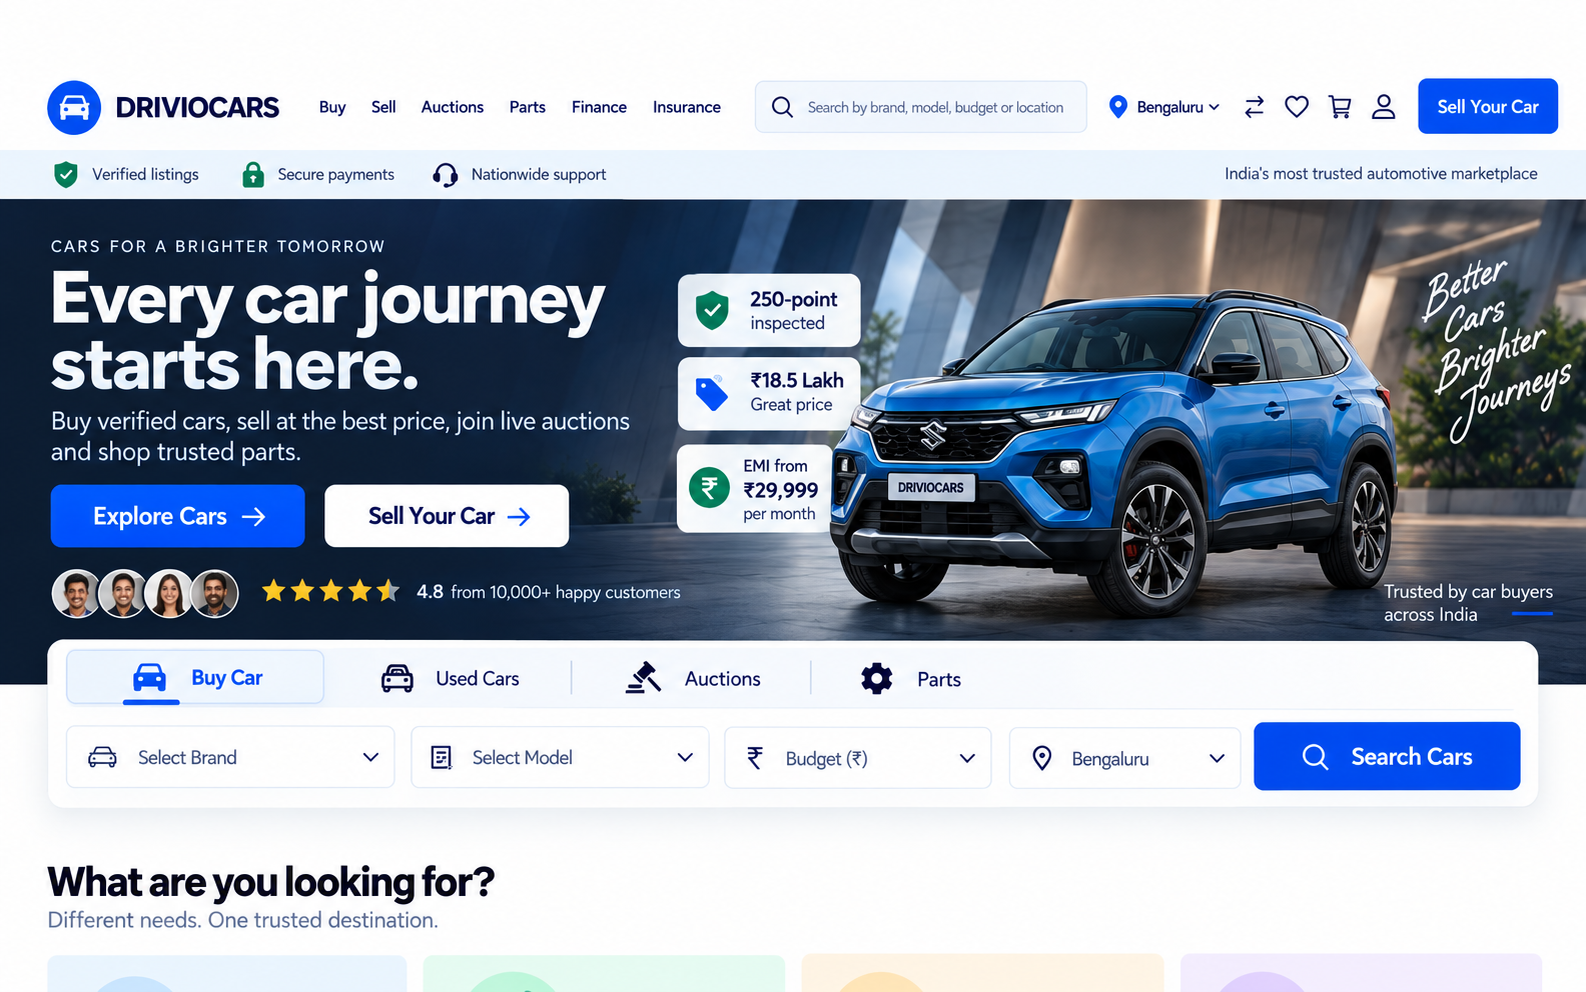 DRIVIOCARS
Buy
Sell
Auctions
Parts
Finance
Insurance
Search by brand, model, budget or location
Bengaluru
Sell Your Car
Verified listings
Secure payments
Nationwide support
India's most trusted automotive marketplace
CARS FOR A BRIGHTER TOMORROW
Every car journey
starts here.
Buy verified cars, sell at the best price, join live auctions
and shop trusted parts.
Explore Cars
Sell Your Car
4.8 from 10,000+ happy customers
250-point
inspected
₹18.5 Lakh
Great price
₹
EMI from
₹29,999
per month
DRIVIOCARS
Better
Cars
Brighter
Journeys
Trusted by car buyers
across India
Buy Car
Used Cars
Auctions
Parts
Select Brand
Select Model
₹ Budget (₹)
Bengaluru
Search Cars
What are you looking for?
Different needs. One trusted destination.